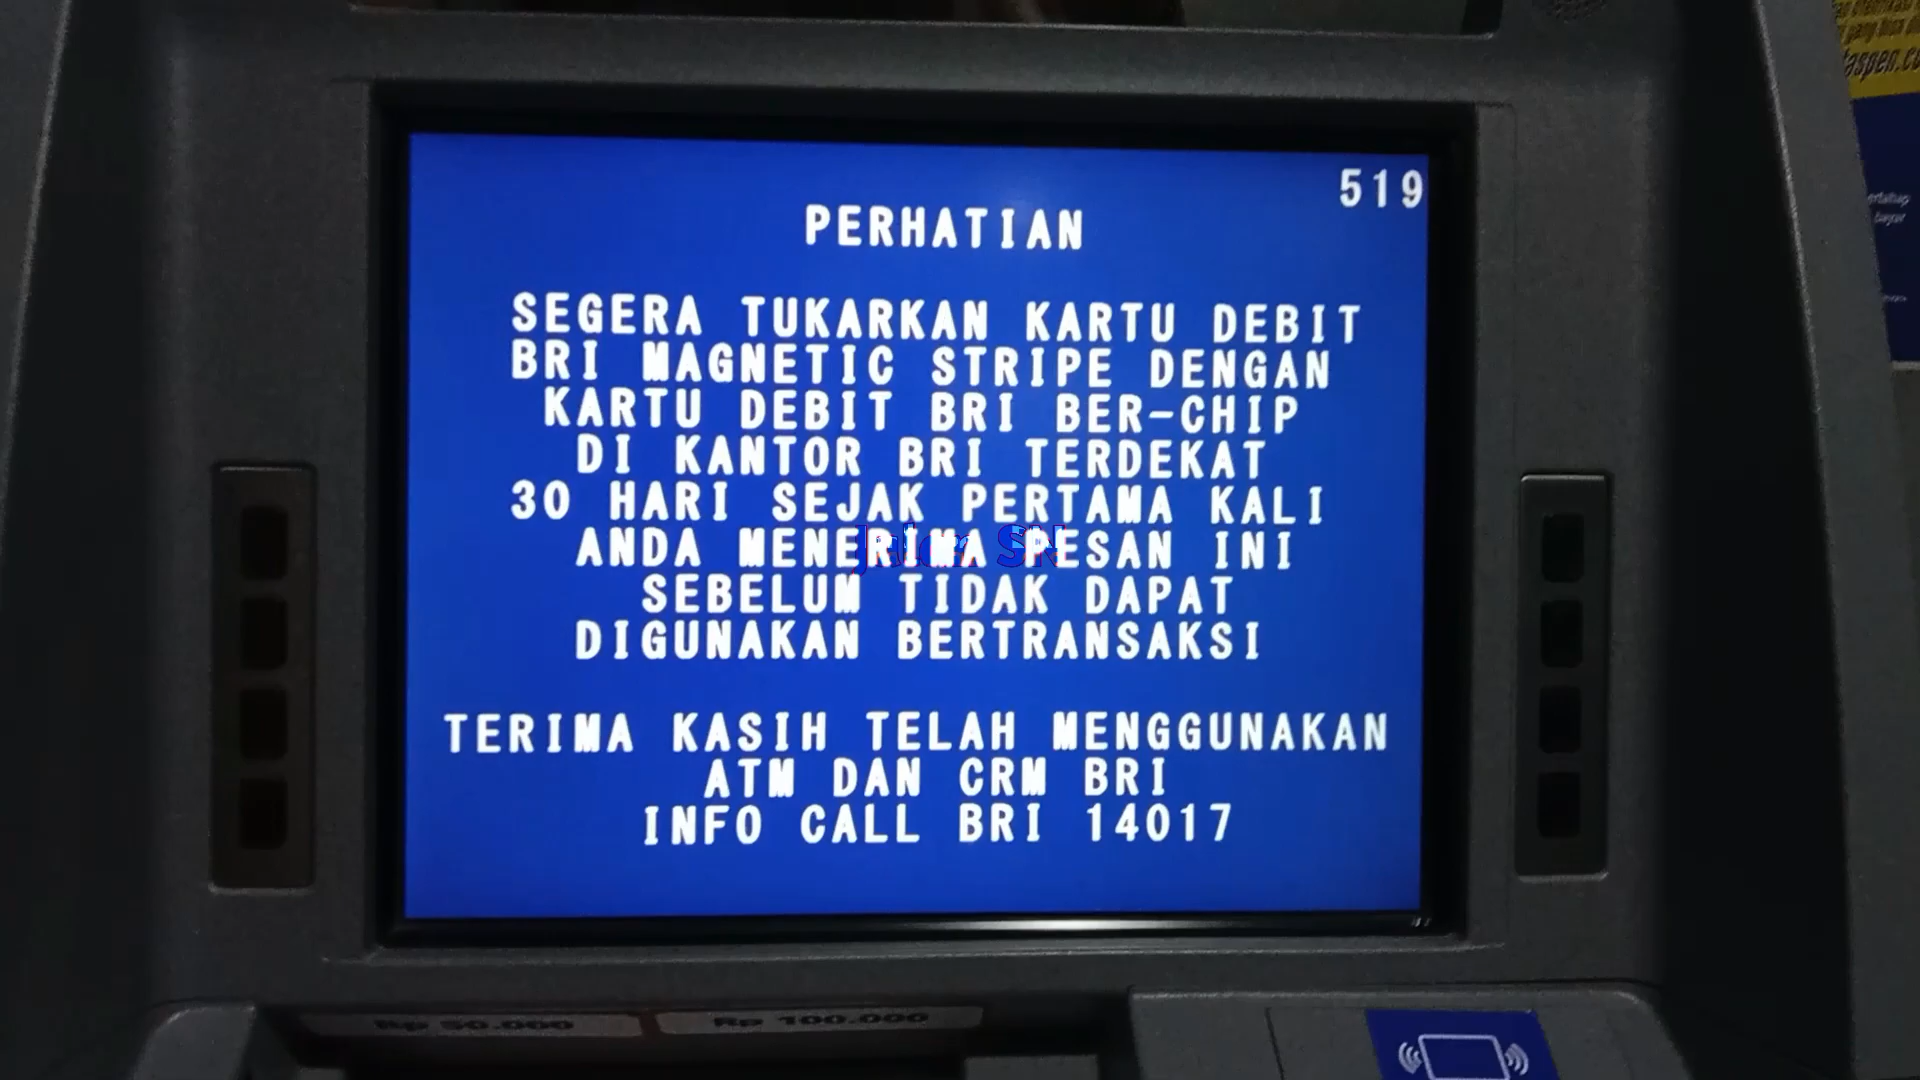 519
PERHATIAN
SEGERA TUKARKAN KARTU DEBIT
BRI MAGNETIC STRIPE DENGAN
KARTU DEBIT BRI BER-CHIP
DI KANTOR BRI TERDEKAT
30 HARI SEJAK PERTAMA KALI
ANDA MENERIMA PESAN INI
SEBELUM TIDAK DAPAT
DIGUNAKAN BERTRANSAKSI
TERIMA KASIH TELAH MENGGUNAKAN
ATM DAN CRM BRI
INFO CALL BRI 14017
Jalan SN
Rp 50.000
Rp 100.000